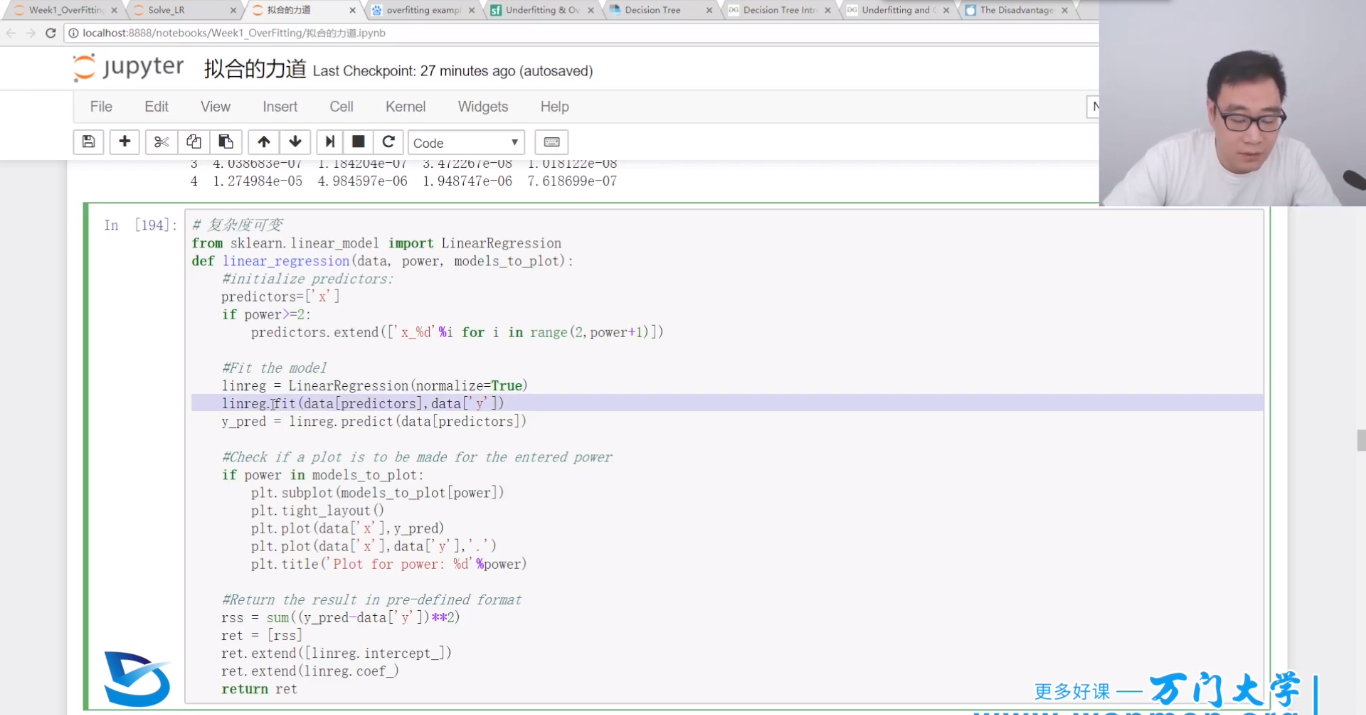 Week1_OverFitting
Solve_LR
拟合的力道
overfitting exampl
Underfitting & Ov
Decision Tree
Decision Tree Intr
Underfitting and
The Disadvantage
localhost:8888/notebooks/Week1_OverFitting/拟合的力道.ipynb
jupyter 拟合的力道 Last Checkpoint: 27 minutes ago (autosaved)
File Edit View Insert Cell Kernel Widgets Help
Code
3 4.038683e-07 1.184204e-07 3.472267e-08 1.018122e-08
4 1.274984e-05 4.984597e-06 1.948747e-06 7.618699e-07
In [194]: # 复杂度可变
from sklearn.linear_model import LinearRegression
def linear_regression(data, power, models_to_plot):
#initialize predictors:
predictors=['x']
if power>=2:
predictors.extend(['x_%d'%i for i in range(2,power+1)])
#Fit the model
linreg = LinearRegression(normalize=True)
linreg.fit(data[predictors],data['y'])
y_pred = linreg.predict(data[predictors])
#Check if a plot is to be made for the entered power
if power in models_to_plot:
plt.subplot(models_to_plot[power])
plt.tight_layout()
plt.plot(data['x'],y_pred)
plt.plot(data['x'],data['y'],'.')
plt.title('Plot for power: %d'%power)
#Return the result in pre-defined format
rss = sum((y_pred-data['y'])**2)
ret = [rss]
ret.extend([linreg.intercept_])
ret.extend(linreg.coef_)
return ret
更多好课 — 万门大学